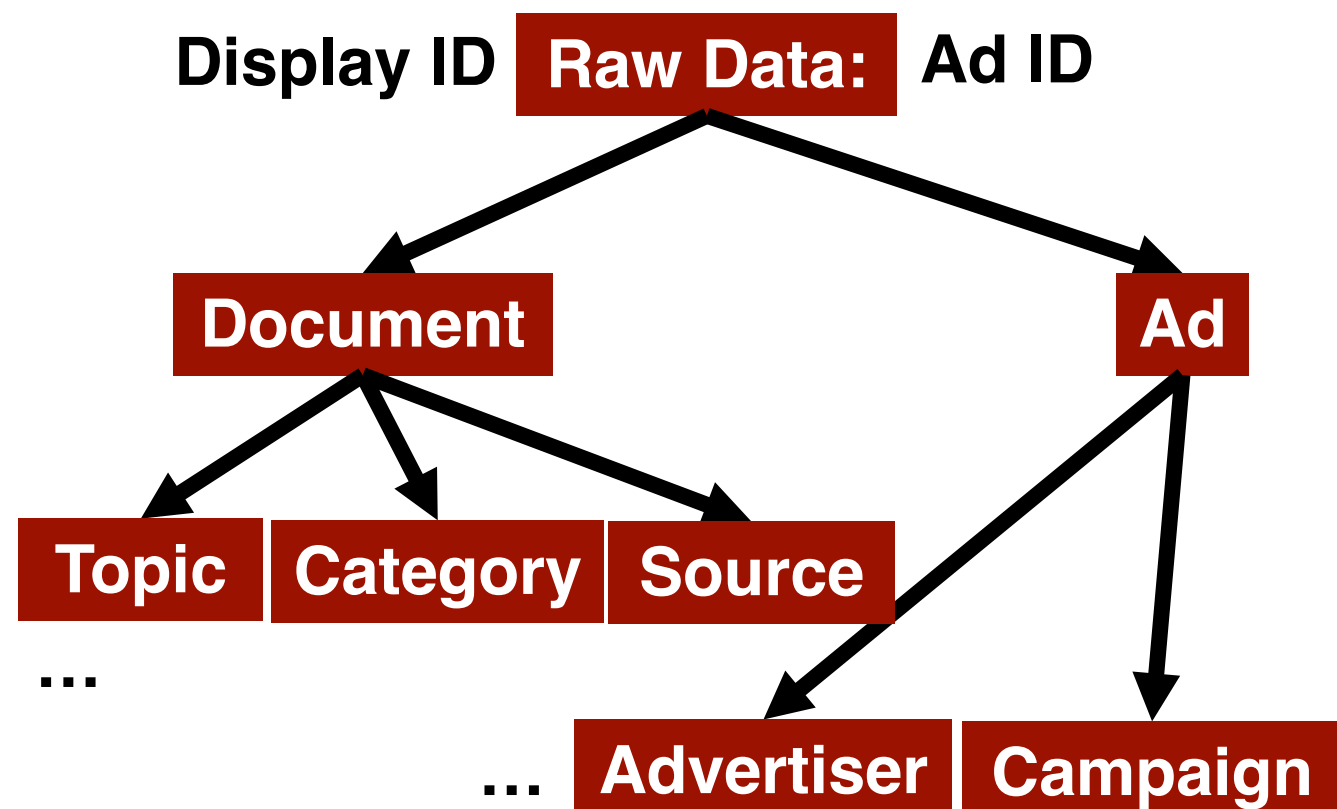 Display ID Raw Data: Ad ID
Document Ad
Topic Category Source
...
... Advertiser Campaign